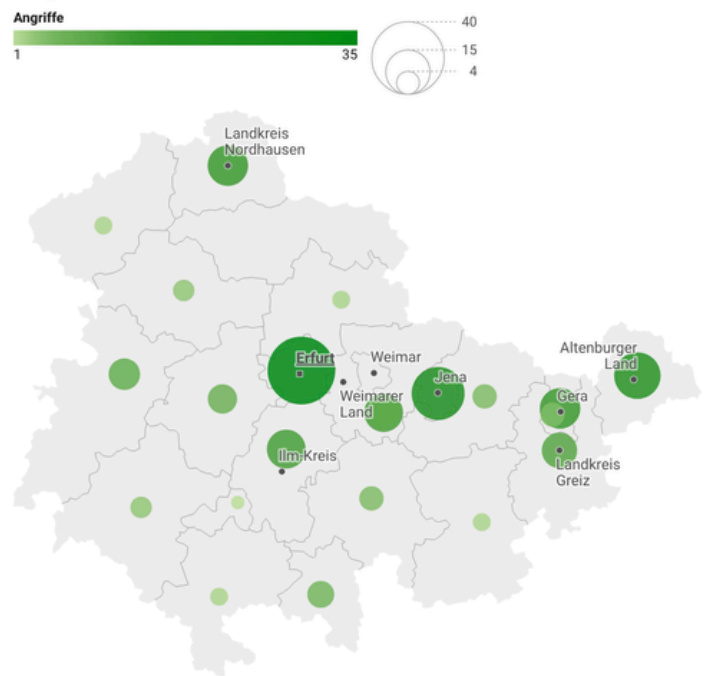 Angriffe
1
35
40
15
4
Landkreis
Nordhausen
Erfurt
Weimar
Weimarer
Land
Jena
Altenburger
Land
Gera
Ilm-Kreis
Landkreis
Greiz